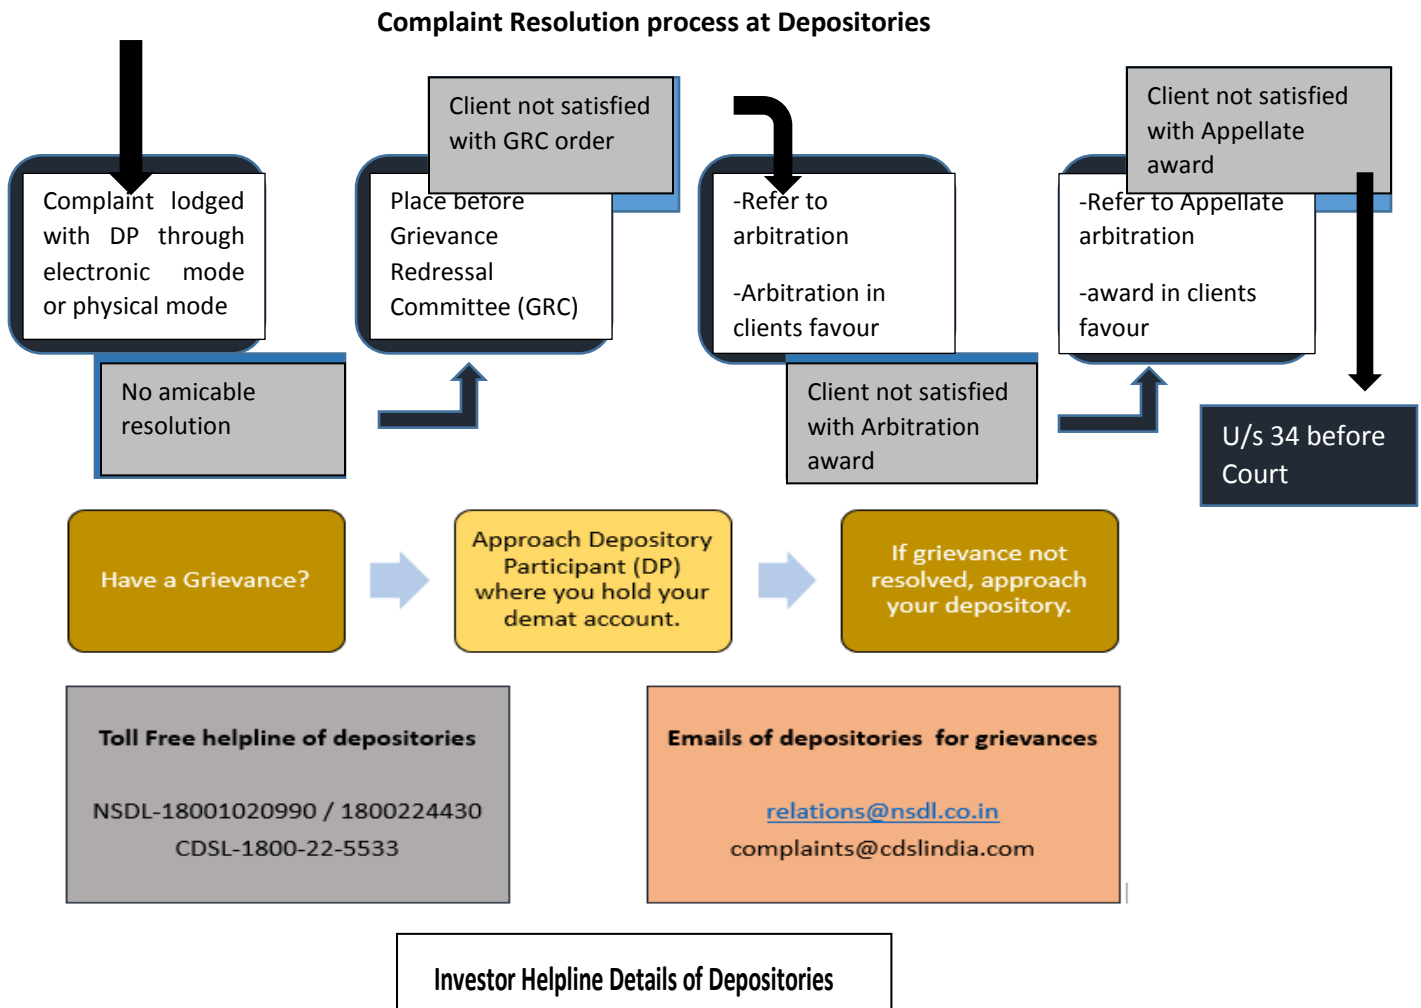 Complaint Resolution process at Depositories
Complaint lodged
with DP through
electronic mode
or physical mode
No amicable
resolution
Client not satisfied
with GRC order
Place before
Grievance
Redressal
Committee (GRC)
-Refer to
arbitration
-Arbitration in
clients favour
Client not satisfied
with Arbitration
award
Client not satisfied
with Appellate
award
-Refer to Appellate
arbitration
-award in clients
favour
U/s 34 before
Court
Have a Grievance?
Approach Depository
Participant (DP)
where you hold your
demat account.
If grievance not
resolved, approach
your depository.
Toll Free helpline of depositories
NSDL-18001020990 / 1800224430
CDSL-1800-22-5533
Emails of depositories for grievances
relations@nsdl.co.in
complaints@cdslindia.com
Investor Helpline Details of Depositories